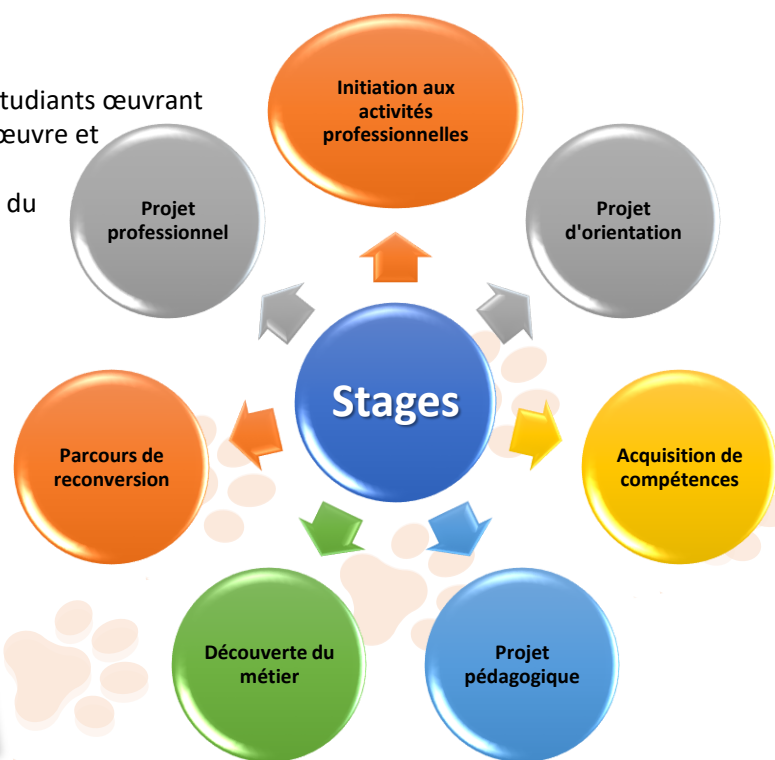 tudiants œuvrant
œuvre et
du
Initiation aux
activités
professionnelles
Projet
d'orientation
Acquisition de
compétences
Projet
pédagogique
Découverte du
métier
Parcours de
reconversion
Projet
professionnel
Stages